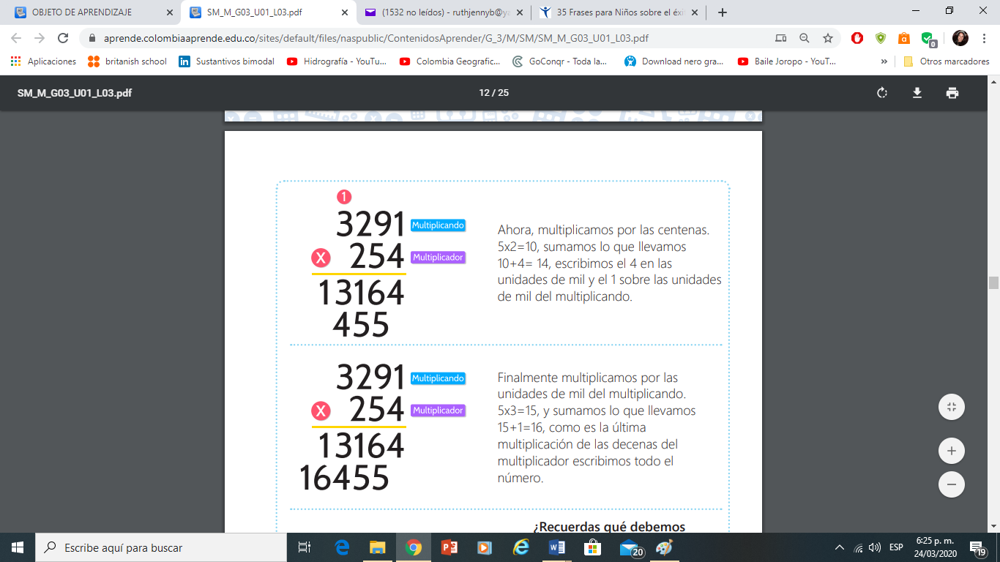 OBJETO DE APRENDIZAJE
SM_M_G03_U01_L03.pdf
(1532 no leídos) - ruthjennyb@ya
35 Frases para Niños sobre el éxi
aprende.colombiaaprende.edu.co/sites/default/files/naspublic/ContenidosAprender/G_3/M/SM/SM_M_G03_U01_L03.pdf
0
Aplicaciones
britanish school
Sustantivos bimodal
Hidrografía - YouTu...
Colombia Geografic...
GoConqr - Toda la...
Download nero gra...
Baile Joropo - YouT...
»
Otros marcadores
SM_M_G03_U01_L03.pdf
12 / 25
1
3291 Multiplicando
X 254 Multiplicador
13164
455
Ahora, multiplicamos por las centenas.
5x2=10, sumamos lo que llevamos
10+4= 14, escribimos el 4 en las
unidades de mil y el 1 sobre las unidades
de mil del multiplicando.
3291 Multiplicando
X 254 Multiplicador
13164
16455
Finalmente multiplicamos por las
unidades de mil del multiplicando.
5x3=15, y sumamos lo que llevamos
15+1=16, como es la última
multiplicación de las decenas del
multiplicador escribimos todo el
número.
¿Recuerdas qué debemos
Escribe aquí para buscar
20
ESP
6:25 p. m.
24/03/2020
19